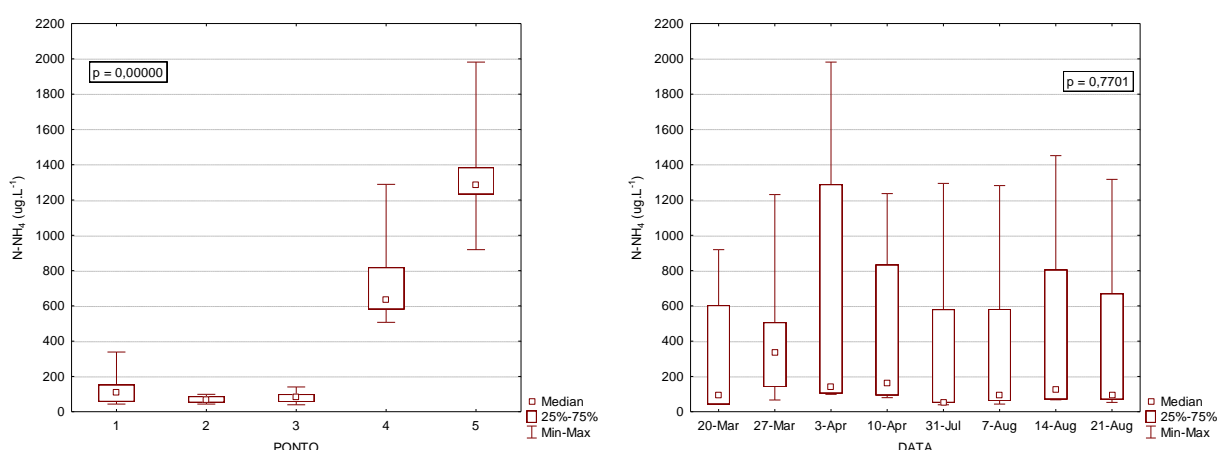 2200
2000
1800
1600
1400
1200
1000
800
600
400
200
0
N-NH₄ (ug.L⁻¹)
p = 0,00000
1 2 3 4 5
PONTO
Median
25%-75%
Min-Max
2200
2000
1800
1600
1400
1200
1000
800
600
400
200
0
N-NH₄ (ug.L⁻¹)
p = 0,7701
20-Mar 27-Mar 3-Apr 10-Apr 31-Jul 7-Aug 14-Aug 21-Aug
DATA
Median
25%-75%
Min-Max